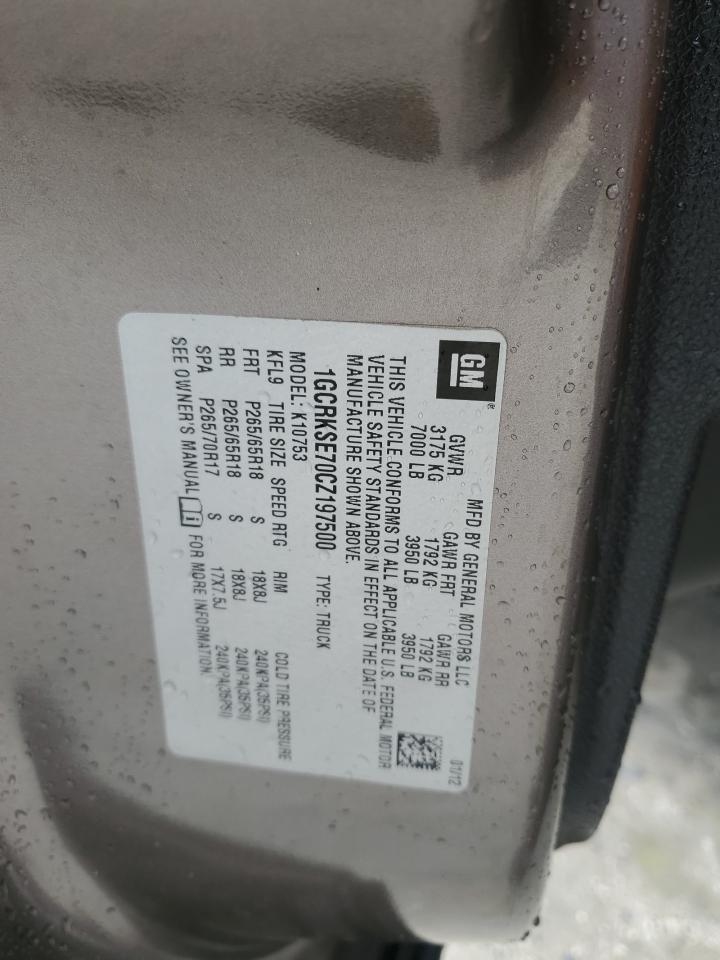 GM®
MFD BY GENERAL MOTORS LLC 01/12
GVWR GAWR FRT GAWR RR
3175 KG 1792 KG 1792 KG
7000 LB 3950 LB 3950 LB
THIS VEHICLE CONFORMS TO ALL APPLICABLE U.S. FEDERAL MOTOR
VEHICLE SAFETY STANDARDS IN EFFECT ON THE DATE OF
MANUFACTURE SHOWN ABOVE.
1GCRKSE70CZ197500 TYPE: TRUCK
MODEL: K10753
KFL9 TIRE SIZE SPEED RTG RIM COLD TIRE PRESSURE
FRT P265/65R18 S 18X8J 240KPA(35PSI)
RR P265/65R18 S 18X8J 240KPA(35PSI)
SPA P265/70R17 S 17X7.5J 240KPA(35PSI)
SEE OWNER'S MANUAL FOR MORE INFORMATION.